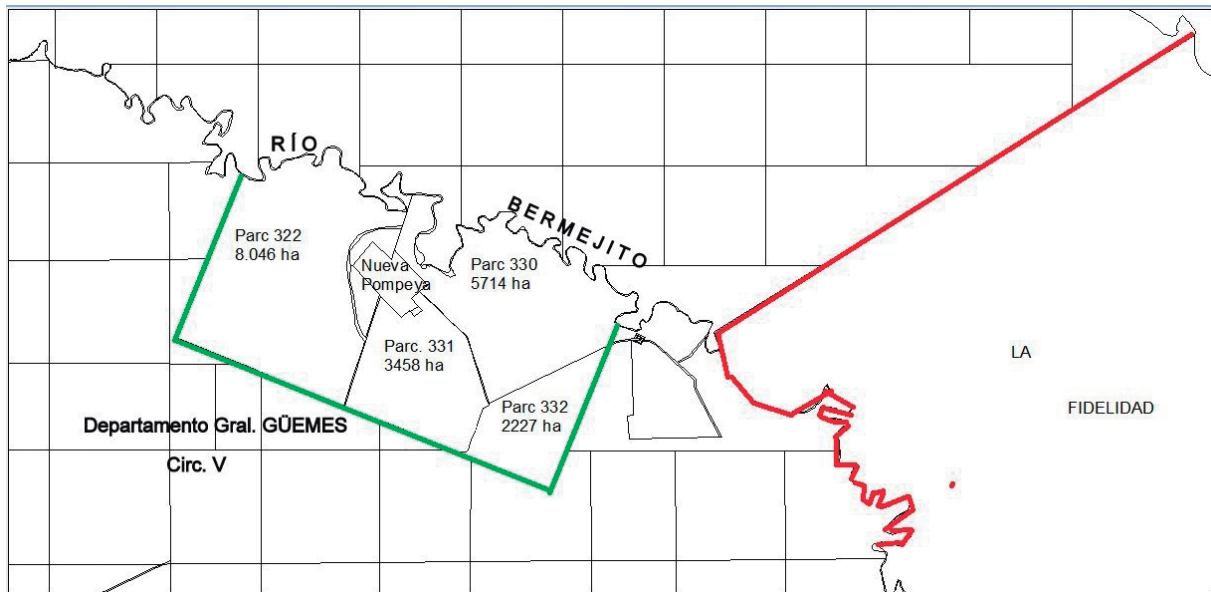 RÍO
BERMEJITO
Parc 322
8.046 ha
Nueva
Pompeya
Parc 330
5714 ha
Parc. 331
3458 ha
Parc 332
2227 ha
LA
FIDELIDAD
Departamento Gral. GÜEMES
Circ. V